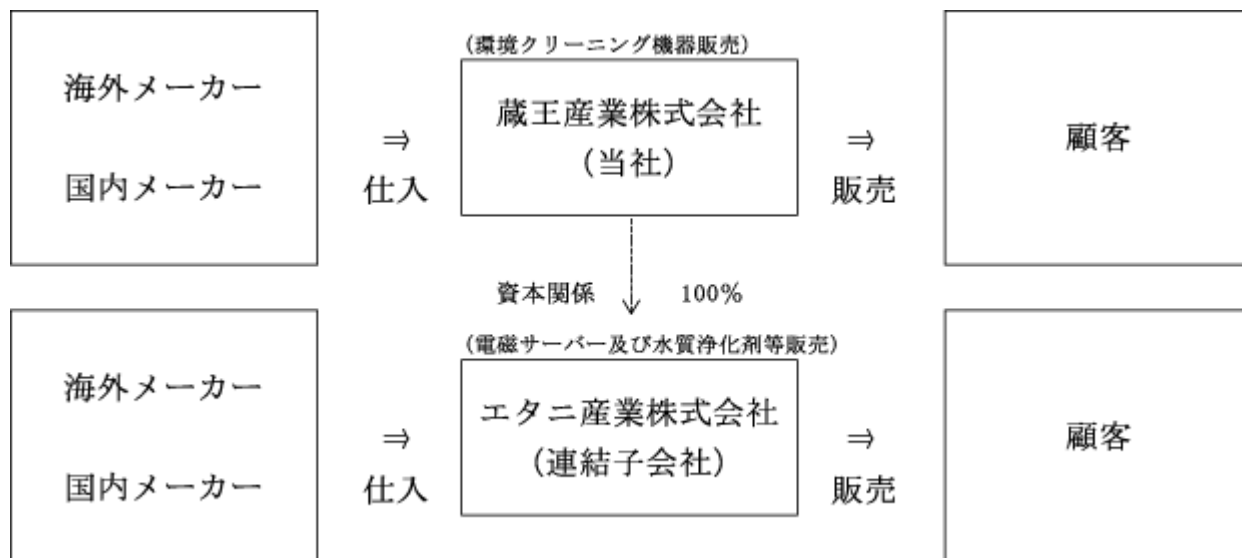 (環境クリーニング機器販売)
海外メーカー
国内メーカー
⇒
仕入
蔵王産業株式会社
(当社)
⇒
販売
顧客
資本関係 100%
(電磁サーバー及び水質浄化剤等販売)
海外メーカー
国内メーカー
⇒
仕入
エタニ産業株式会社
(連結子会社)
⇒
販売
顧客